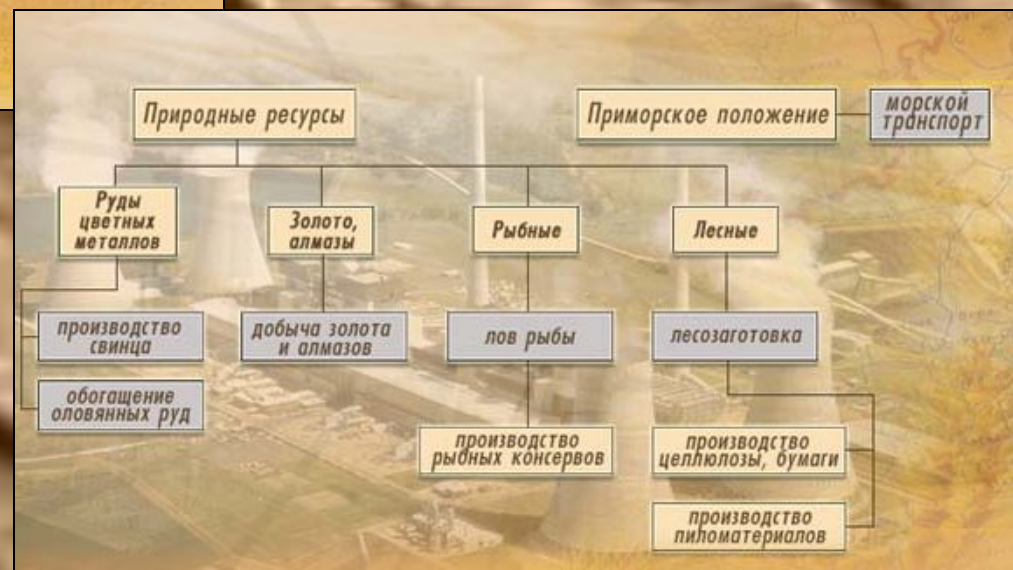 Природные ресурсы
Приморское положение
морской
транспорт
Руды
цветных
металлов
Золото,
алмазы
Рыбные
Лесные
производство
свинца
добыча золота
и алмазов
лов рыбы
лесозаготовка
обогащение
оловянных руд
производство
рыбных консервов
производство
целлюлозы, бумаги
производство
пиломатериалов